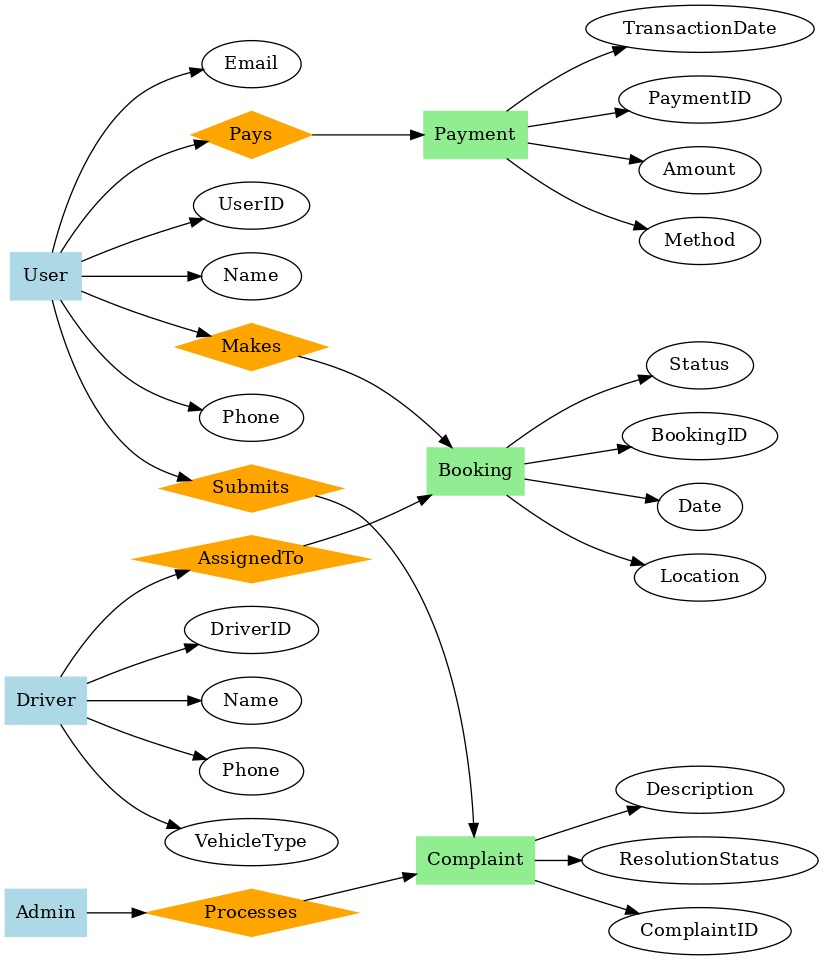 TransactionDate
Email
PaymentID
Pays
Payment
Amount
UserID
Method
User
Name
Makes
Status
Phone
BookingID
Booking
Submits
Date
AssignedTo
Location
DriverID
Driver
Name
Phone
Description
VehicleType
Complaint
ResolutionStatus
Admin
Processes
ComplaintID